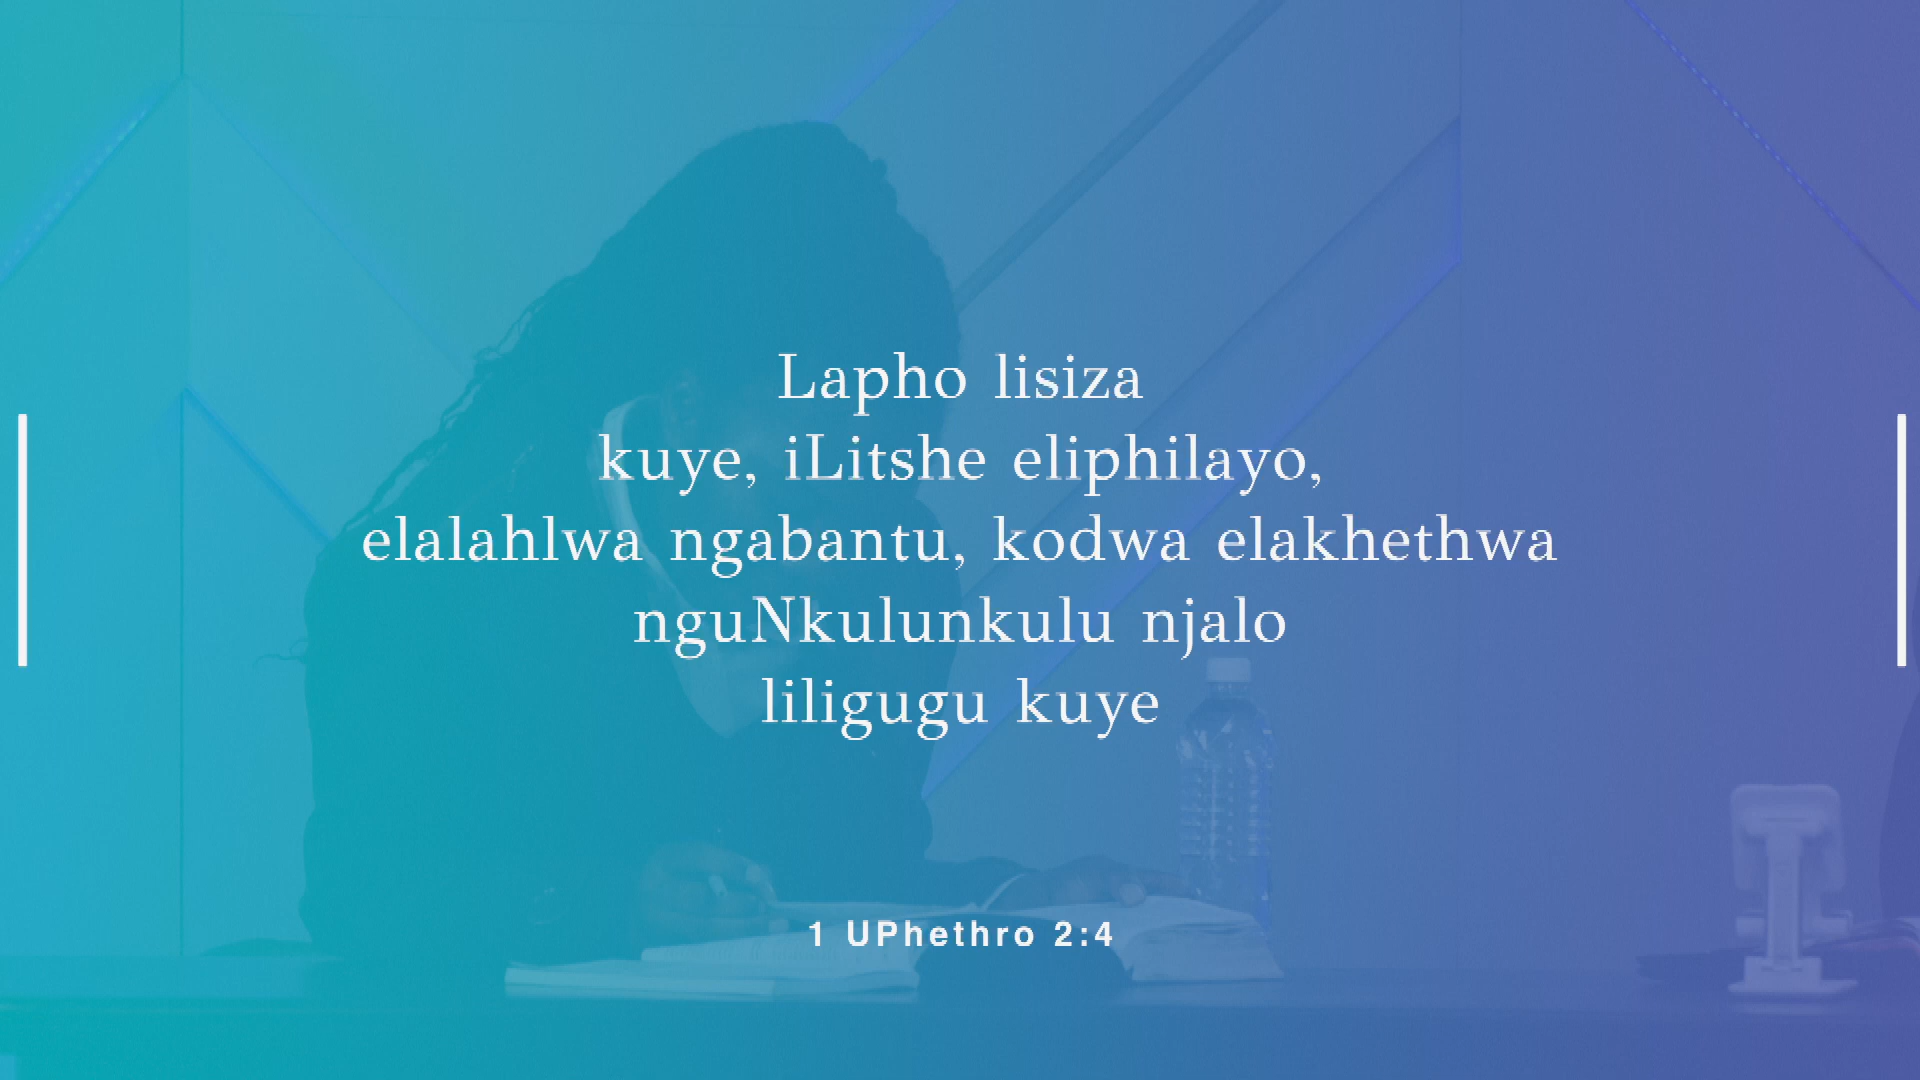 Lapho lisiza
kuye, iLitshe eliphilayo,
elalahlwa ngabantu, kodwa elakhethwa
nguNkulunkulu njalo
liligugu kuye
1 UPhethro 2:4